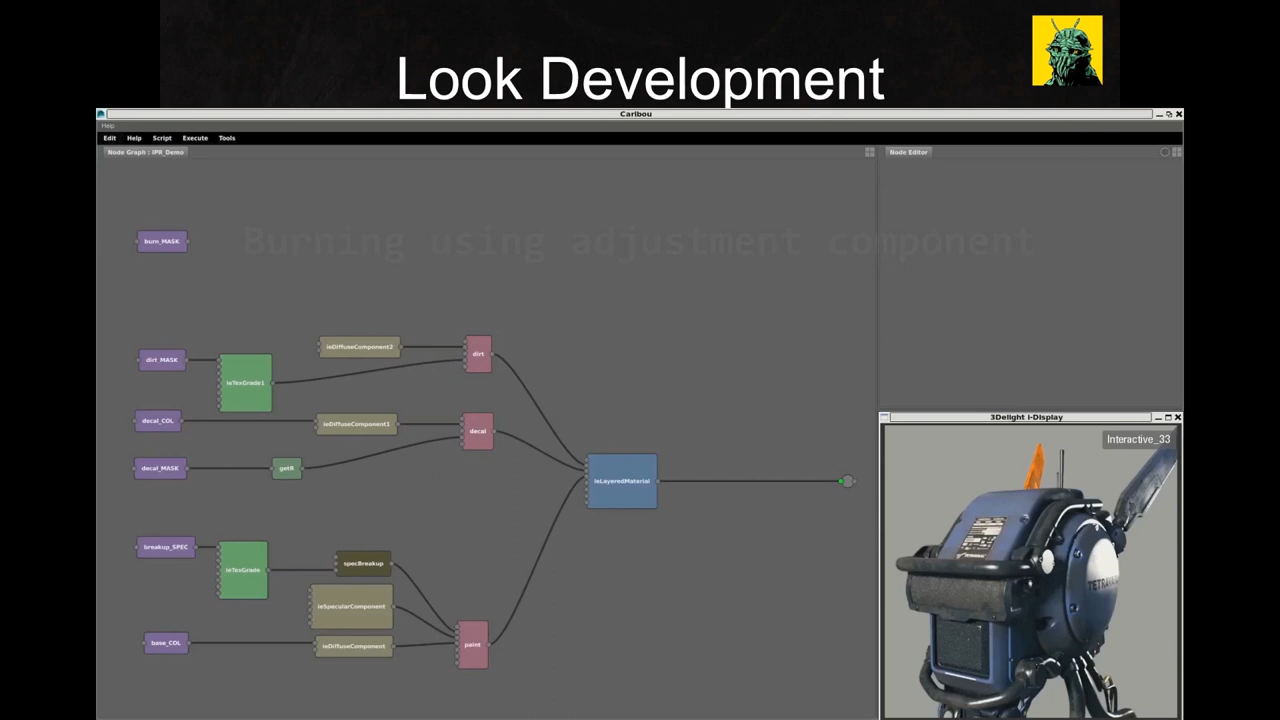 Look Development
Caribou
Help
Edit Help Script Execute Tools
Node Graph : IPR_Demo
Node Editor
burn_MASK
Burning using adjustment component
ieDiffuseComponent2
dirt
dirt_MASK
ieTexGrade1
decal_COL
ieDiffuseComponent1
decal
decal_MASK
getR
ieLayeredMaterial
3Delight i-Display
Interactive_33
breakup_SPEC
ieTexGrade
specBreakup
ieSpecularComponent
base_COL
ieDiffuseComponent
paint